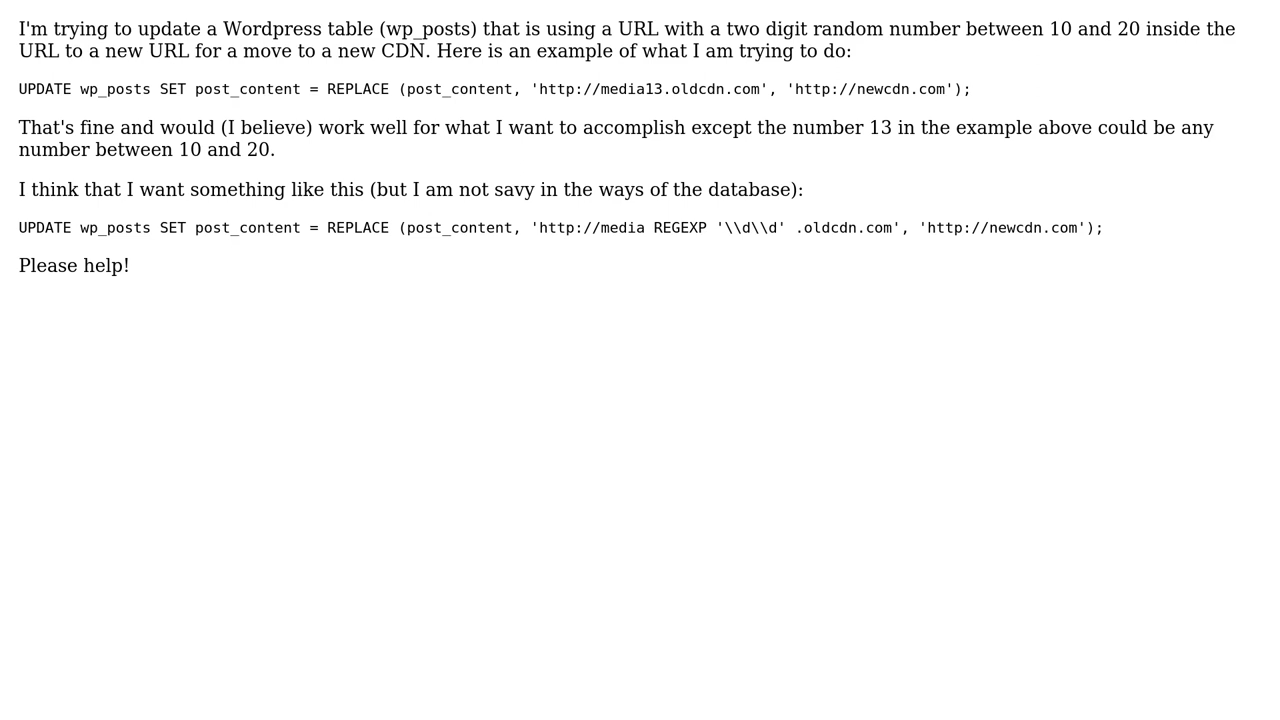 I'm trying to update a Wordpress table (wp_posts) that is using a URL with a two digit random number between 10 and 20 inside the
URL to a new URL for a move to a new CDN. Here is an example of what I am trying to do:
UPDATE wp_posts SET post_content = REPLACE (post_content, 'http://media13.oldcdn.com', 'http://newcdn.com');
That's fine and would (I believe) work well for what I want to accomplish except the number 13 in the example above could be any
number between 10 and 20.
I think that I want something like this (but I am not savy in the ways of the database):
UPDATE wp_posts SET post_content = REPLACE (post_content, 'http://media REGEXP '\\d\\d' .oldcdn.com', 'http://newcdn.com');
Please help!